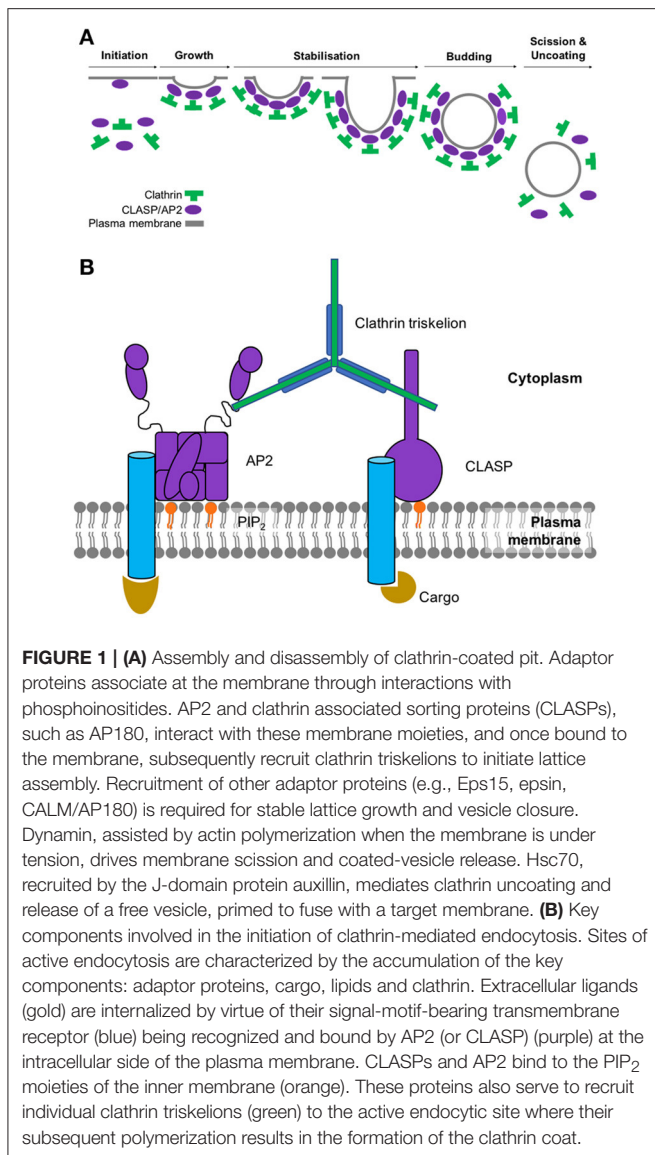 A
Initiation Growth Stabilisation Budding Scission &
Uncoating
Clathrin
CLASP/AP2
Plasma membrane
B
Clathrin triskelion
Cytoplasm
AP2
CLASP
PIP2
Plasma
membrane
Cargo
FIGURE 1 | (A) Assembly and disassembly of clathrin-coated pit. Adaptor
proteins associate at the membrane through interactions with
phosphoinositides. AP2 and clathrin associated sorting proteins (CLASPs),
such as AP180, interact with these membrane moieties, and once bound to
the membrane, subsequently recruit clathrin triskelions to initiate lattice
assembly. Recruitment of other adaptor proteins (e.g., Eps15, epsin,
CALM/AP180) is required for stable lattice growth and vesicle closure.
Dynamin, assisted by actin polymerization when the membrane is under
tension, drives membrane scission and coated-vesicle release. Hsc70,
recruited by the J-domain protein auxillin, mediates clathrin uncoating and
release of a free vesicle, primed to fuse with a target membrane. (B) Key
components involved in the initiation of clathrin-mediated endocytosis. Sites of
active endocytosis are characterized by the accumulation of the key
components: adaptor proteins, cargo, lipids and clathrin. Extracellular ligands
(gold) are internalized by virtue of their signal-motif-bearing transmembrane
receptor (blue) being recognized and bound by AP2 (or CLASP) (purple) at the
intracellular side of the plasma membrane. CLASPs and AP2 bind to the PIP2
moieties of the inner membrane (orange). These proteins also serve to recruit
individual clathrin triskelions (green) to the active endocytic site where their
subsequent polymerization results in the formation of the clathrin coat.